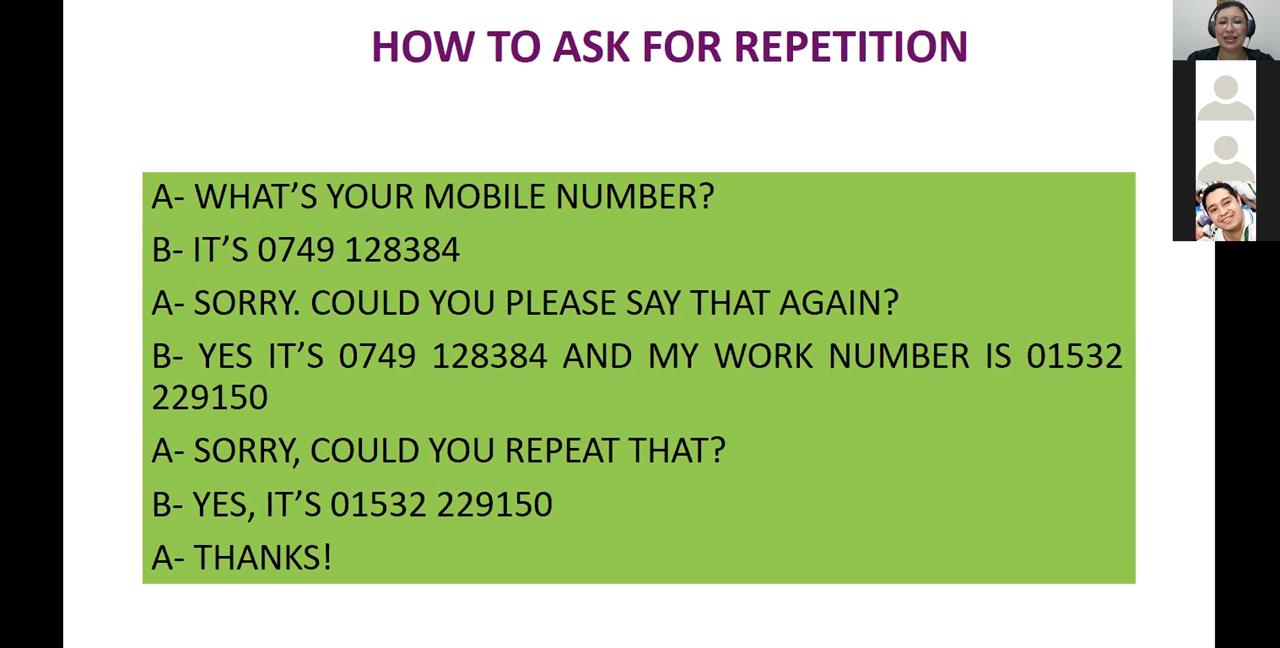 HOW TO ASK FOR REPETITION
A- WHAT’S YOUR MOBILE NUMBER?
B- IT’S 0749 128384
A- SORRY. COULD YOU PLEASE SAY THAT AGAIN?
B- YES IT’S 0749 128384 AND MY WORK NUMBER IS 01532
229150
A- SORRY, COULD YOU REPEAT THAT?
B- YES, IT’S 01532 229150
A- THANKS!